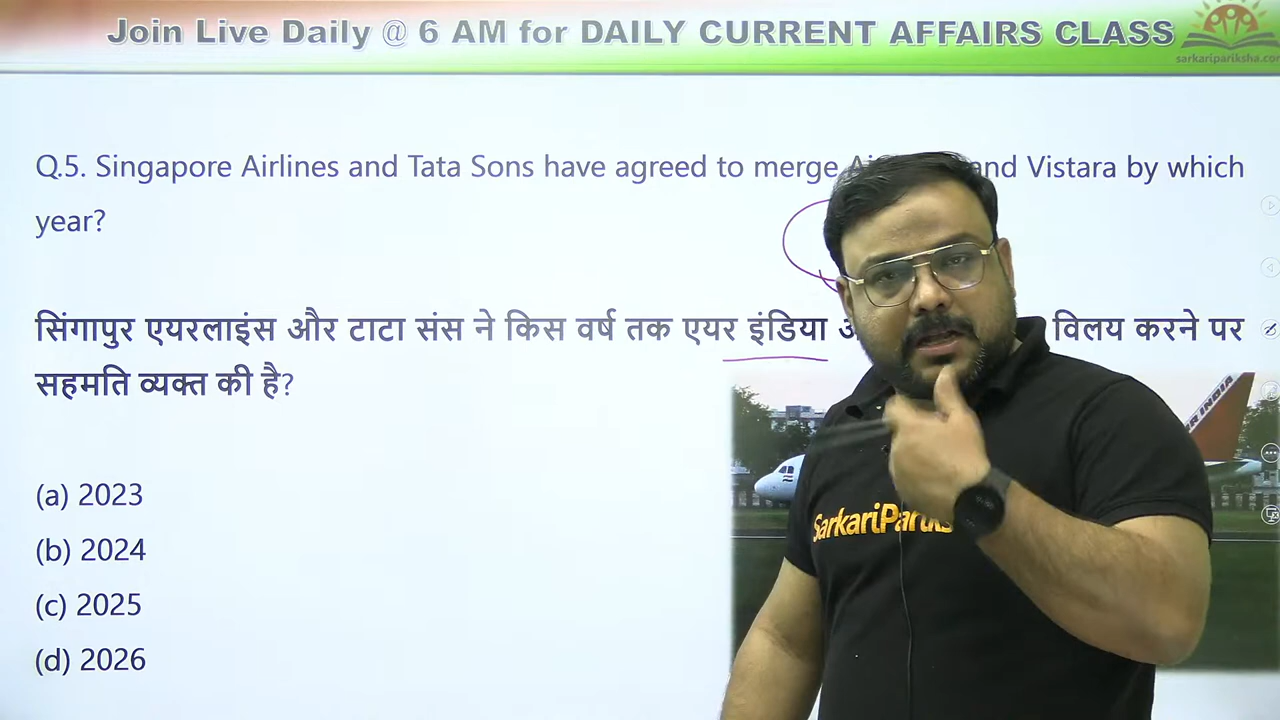 Join Live Daily @ 6 AM for DAILY CURRENT AFFAIRS CLASS
sarkaripariksha.com
Q.5. Singapore Airlines and Tata Sons have agreed to merge and Vistara by which
year?
सिंगापुर एयरलाइंस और टाटा संस ने किस वर्ष तक एयर इंडिया विलय करने पर
सहमति व्यक्त की है?
(a) 2023
(b) 2024
(c) 2025
(d) 2026
INDIA
SarkariPariks